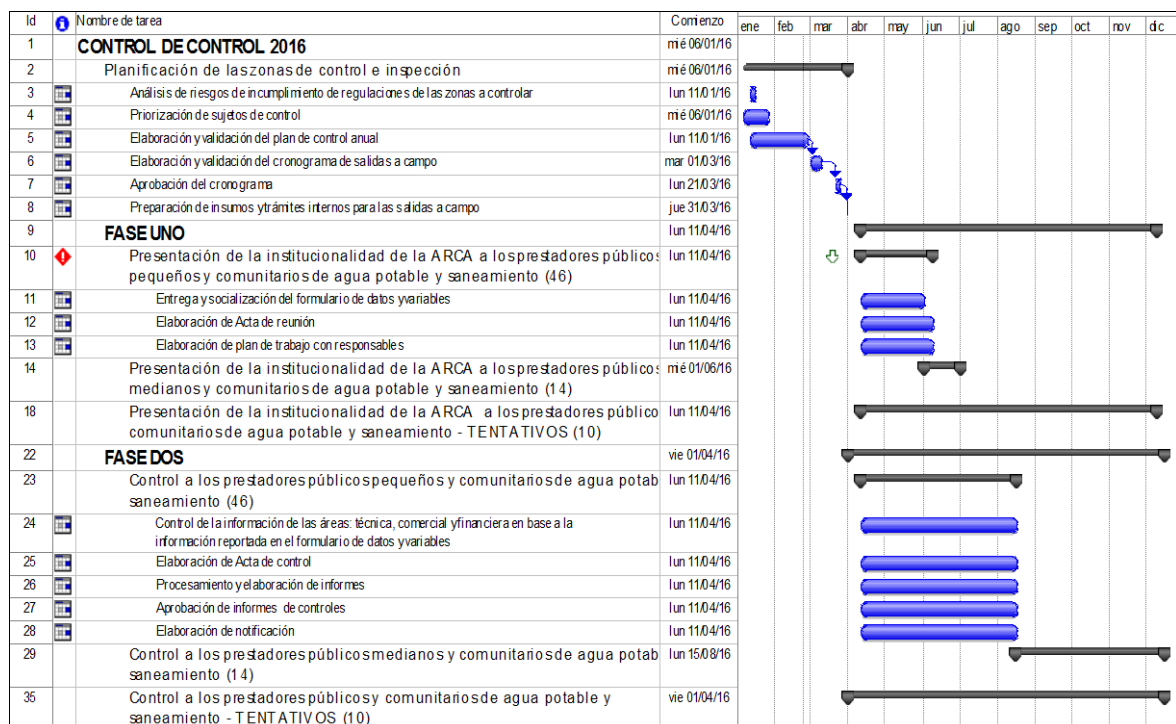 Id Nombre de tarea Comienzo ene feb mar abr may jun jul ago sep oct nov dic
1 CONTROL DE CONTROL 2016 mié 06/01/16
2 Planificación de las zonas de control e inspección mié 06/01/16
3 Análisis de riesgos de incumplimiento de regulaciones de las zonas a controlar lun 11/01/16
4 Priorización de sujetos de control mié 06/01/16
5 Elaboración y validación del plan de control anual lun 11/01/16
6 Elaboración y validación del cronograma de salidas a campo mar 01/03/16
7 Aprobación del cronograma lun 21/03/16
8 Preparación de insumos y trámites internos para las salidas a campo jue 31/03/16
9 FASE UNO lun 11/04/16
10 Presentación de la institucionalidad de la ARCA a los prestadores públicos lun 11/04/16
pequeños y comunitarios de agua potable y saneamiento (46)
11 Entrega y socialización del formulario de datos y variables lun 11/04/16
12 Elaboración de Acta de reunión lun 11/04/16
13 Elaboración de plan de trabajo con responsables lun 11/04/16
14 Presentación de la institucionalidad de la ARCA a los prestadores públicos mié 01/06/16
medianos y comunitarios de agua potable y saneamiento (14)
18 Presentación de la institucionalidad de la ARCA a los prestadores público lun 11/04/16
comunitarios de agua potable y saneamiento - TENTATIVOS (10)
22 FASE DOS vie 01/04/16
23 Control a los prestadores públicos pequeños y comunitarios de agua potab lun 11/04/16
saneamiento (46)
24 Control de la información de las áreas: técnica, comercial y financiera en base a la lun 11/04/16
información reportada en el formulario de datos y variables
25 Elaboración de Acta de control lun 11/04/16
26 Procesamiento y elaboración de informes lun 11/04/16
27 Aprobación de informes de controles lun 11/04/16
28 Elaboración de notificación lun 11/04/16
29 Control a los prestadores públicos medianos y comunitarios de agua potab lun 15/08/16
saneamiento (14)
35 Control a los prestadores públicos y comunitarios de agua potable y vie 01/04/16
saneamiento - TENTATIVOS (10)